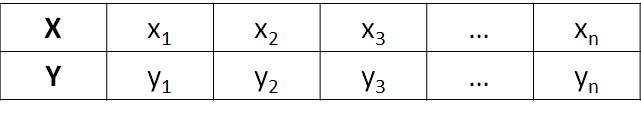 X x₁ x₂ x₃ ... xₙ
Y y₁ y₂ y₃ ... yₙ